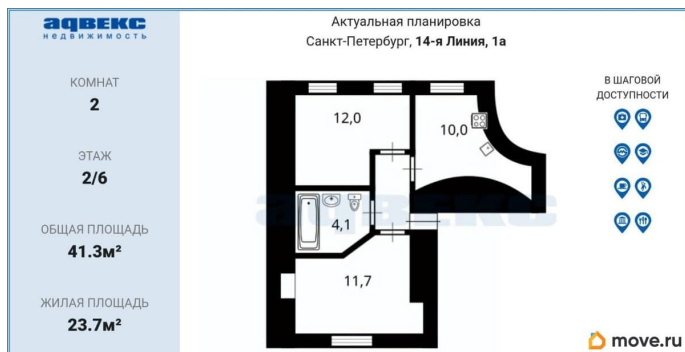 адвекс
НЕДВИЖИМОСТЬ
КОМНАТ
2
ЭТАЖ
2/6
ОБЩАЯ ПЛОЩАДЬ
41.3м²
ЖИЛАЯ ПЛОЩАДЬ
23.7м²
Актуальная планировка
Санкт-Петербург, 14-я Линия, 1а
12,0
10,0
4,1
11,7
адвекс
В ШАГОВОЙ
ДОСТУПНОСТИ
move.ru